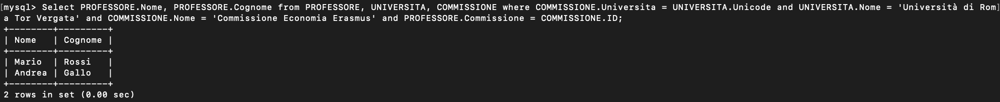 [mysql> Select PROFESSORE.Nome, PROFESSORE.Cognome from PROFESSORE, UNIVERSITA, COMMISSIONE where COMMISSIONE.Universita = UNIVERSITA.Unicode and UNIVERSITA.Nome = 'Università di Rom]
a Tor Vergata' and COMMISSIONE.Nome = 'Commissione Economia Erasmus' and PROFESSORE.Commissione = COMMISSIONE.ID;
+--------+---------+
| Nome   | Cognome |
+--------+---------+
| Mario  | Rossi   |
| Andrea | Gallo   |
+--------+---------+
2 rows in set (0.00 sec)